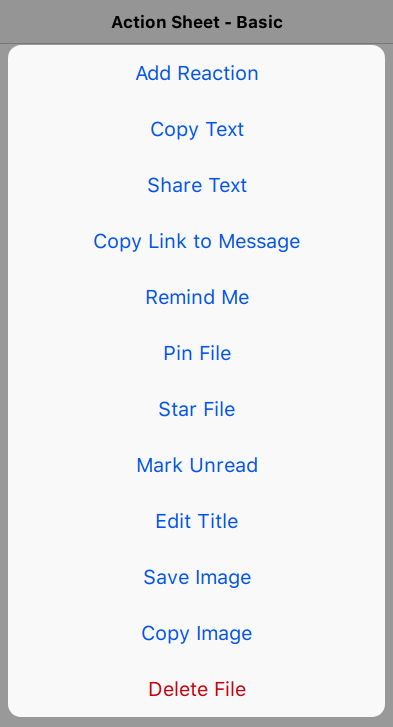 Action Sheet - Basic
Add Reaction
Copy Text
Share Text
Copy Link to Message
Remind Me
Pin File
Star File
Mark Unread
Edit Title
Save Image
Copy Image
Delete File